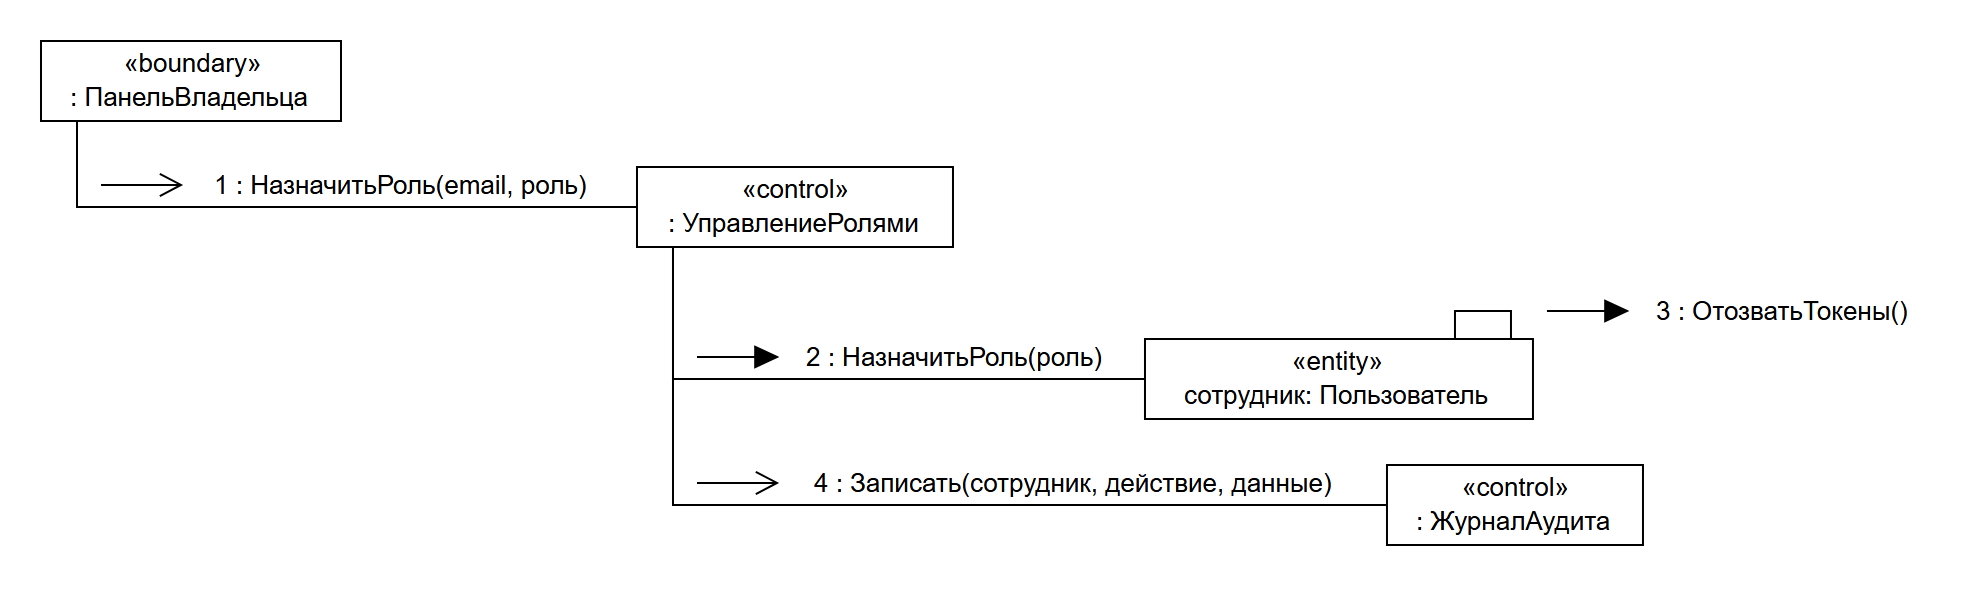 «boundary»
: ПанельВладельца
1 : НазначитьРоль(email, роль)
«control»
: УправлениеРолями
3 : ОтозватьТокены()
2 : НазначитьРоль(роль)
«entity»
сотрудник: Пользователь
4 : Записать(сотрудник, действие, данные)
«control»
: ЖурналАудита